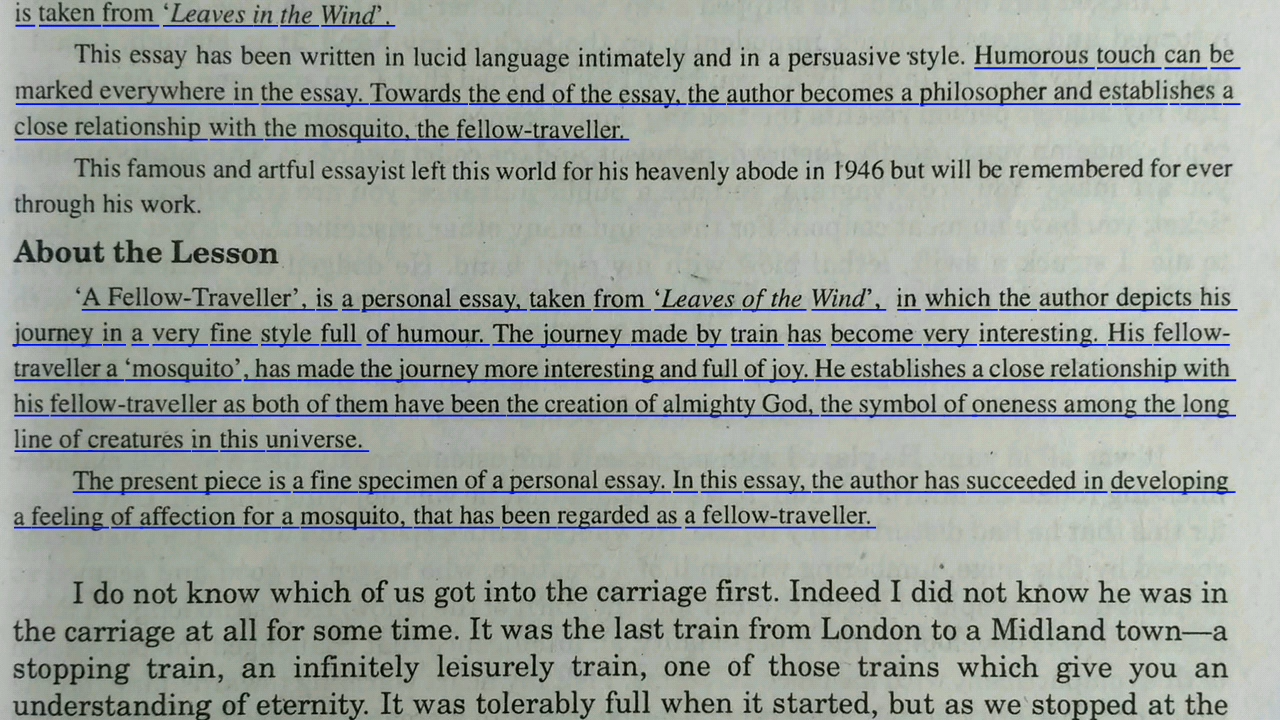 is taken from ‘Leaves in the Wind’.
This essay has been written in lucid language intimately and in a persuasive style. Humorous touch can be
marked everywhere in the essay. Towards the end of the essay, the author becomes a philosopher and establishes a
close relationship with the mosquito, the fellow-traveller.
This famous and artful essayist left this world for his heavenly abode in 1946 but will be remembered for ever
through his work.
About the Lesson
‘A Fellow-Traveller’, is a personal essay, taken from ‘Leaves of the Wind’, in which the author depicts his
journey in a very fine style full of humour. The journey made by train has become very interesting. His fellow-
traveller a ‘mosquito’, has made the journey more interesting and full of joy. He establishes a close relationship with
his fellow-traveller as both of them have been the creation of almighty God, the symbol of oneness among the long
line of creatures in this universe.
The present piece is a fine specimen of a personal essay. In this essay, the author has succeeded in developing
a feeling of affection for a mosquito, that has been regarded as a fellow-traveller.
I do not know which of us got into the carriage first. Indeed I did not know he was in
the carriage at all for some time. It was the last train from London to a Midland town—a
stopping train, an infinitely leisurely train, one of those trains which give you an
understanding of eternity. It was tolerably full when it started, but as we stopped at the